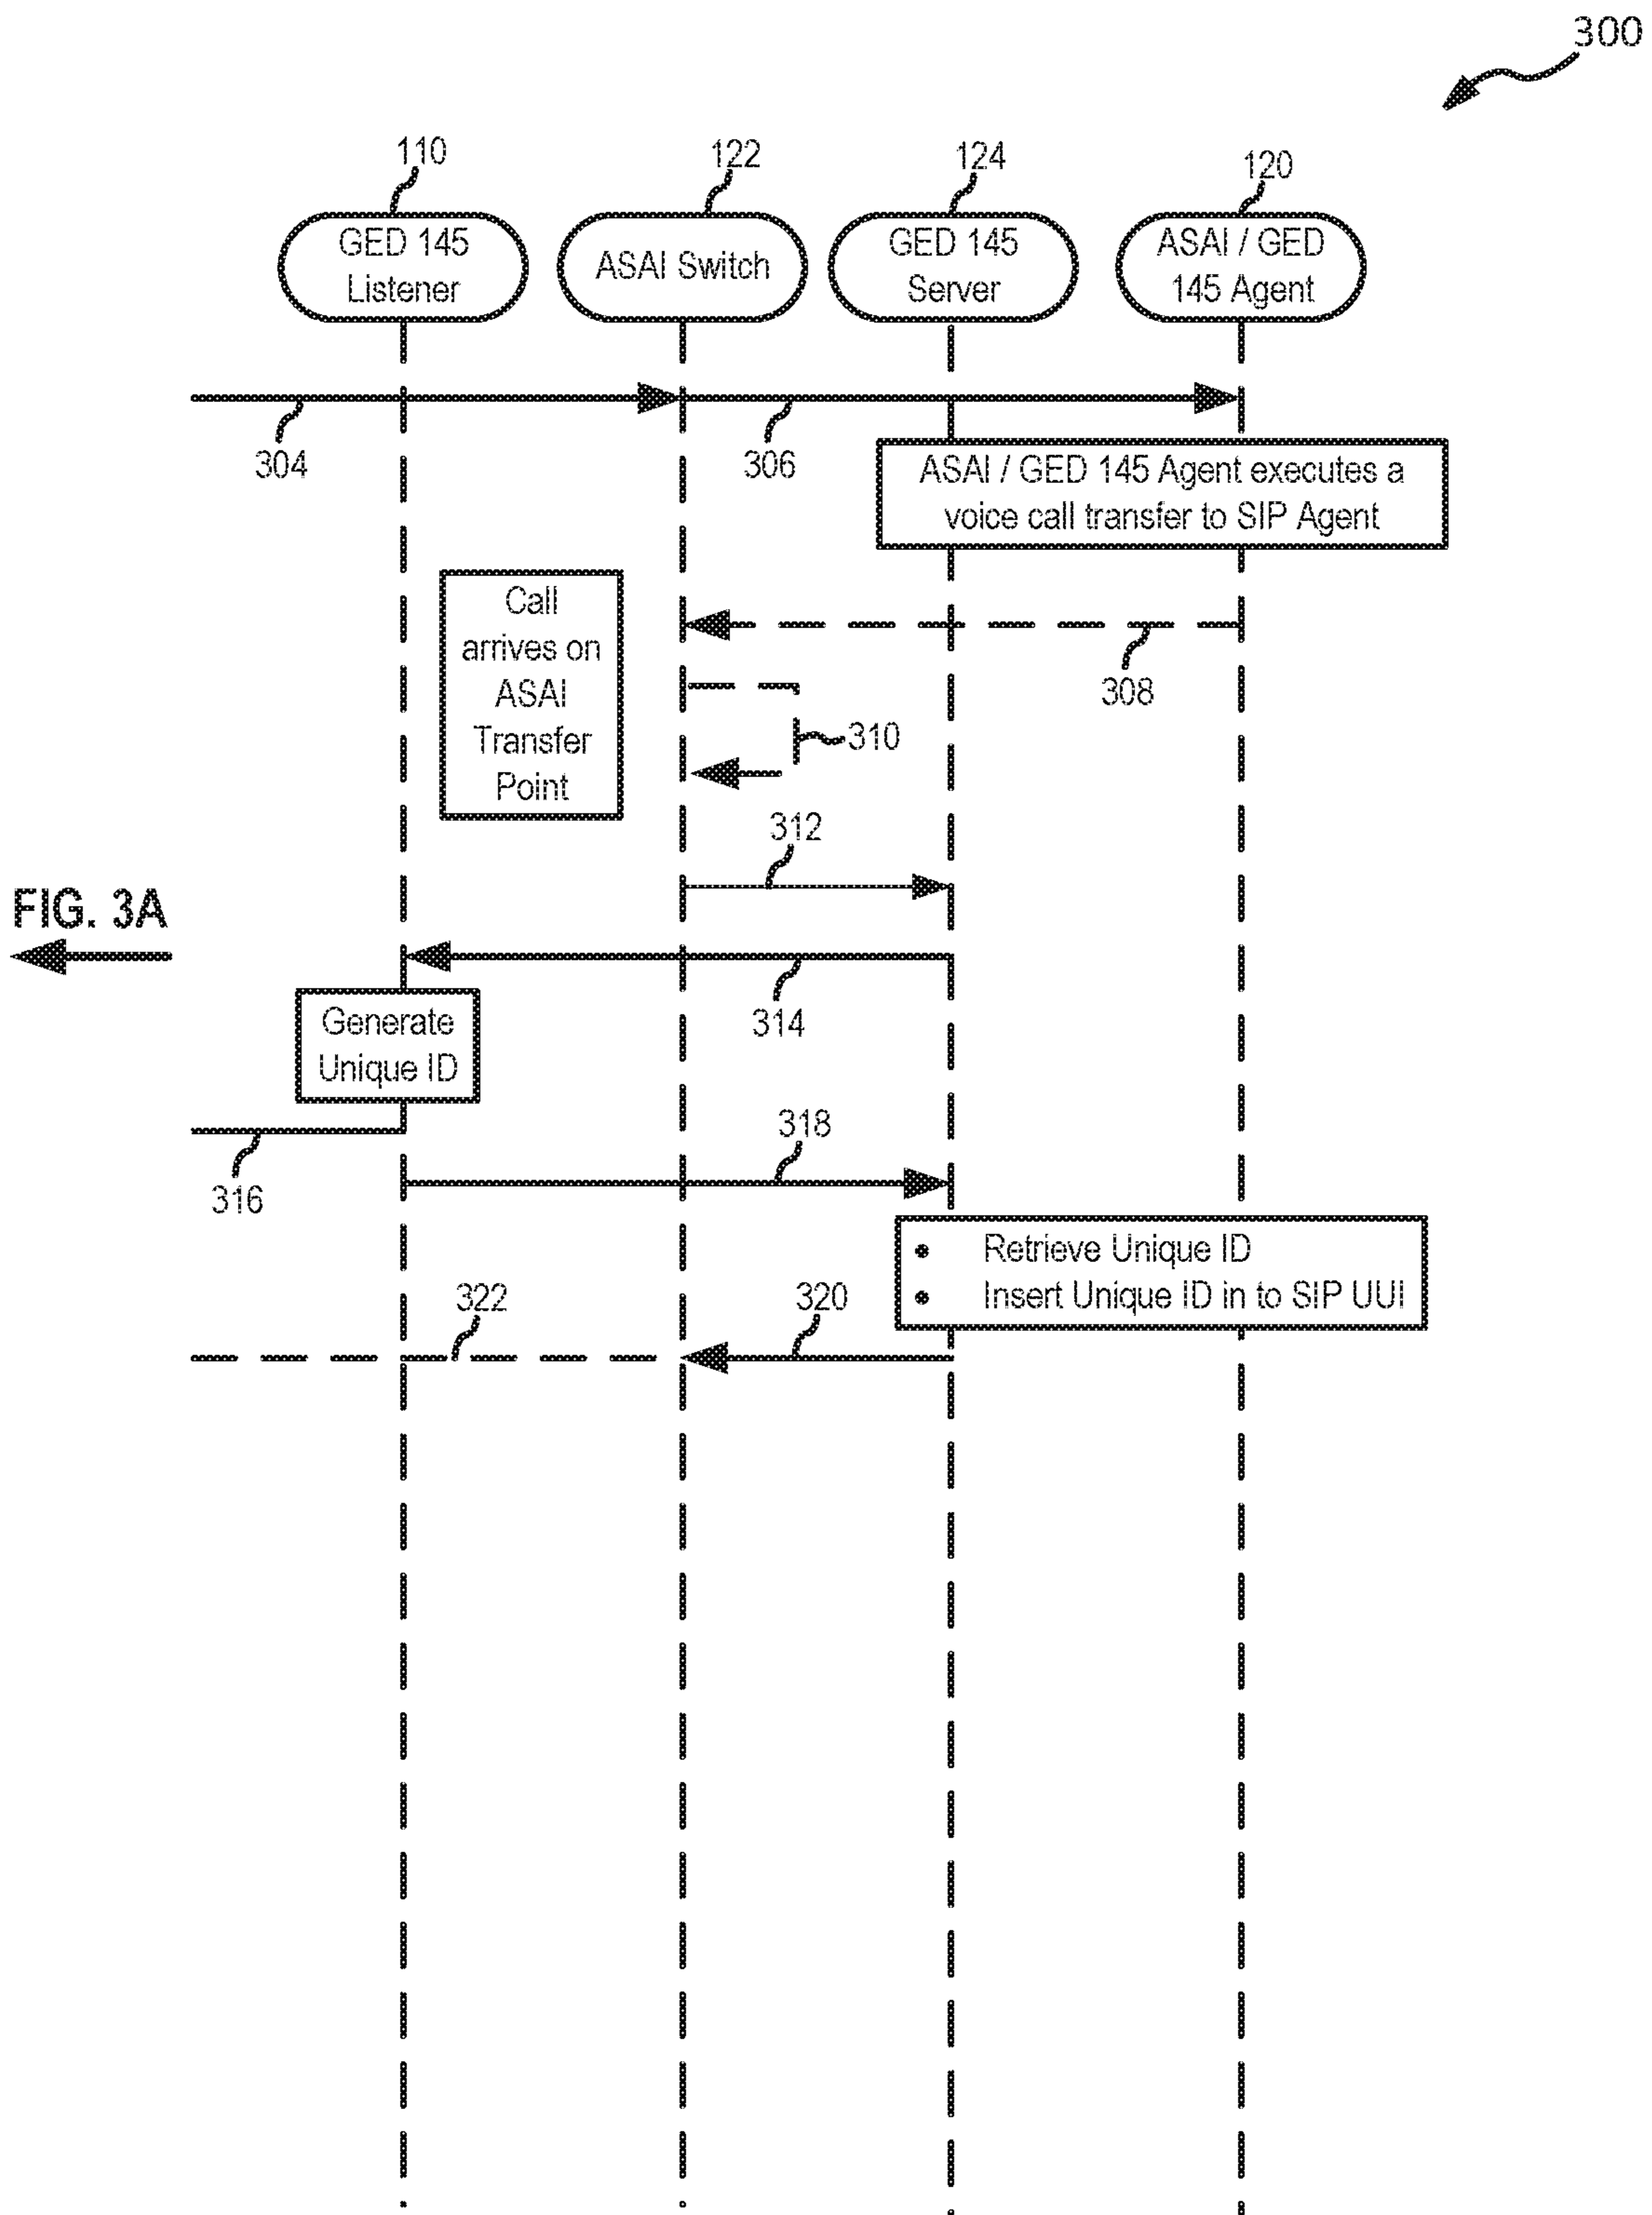 300
110
122
124
120
GED 145
Listener
ASAI Switch
GED 145
Server
ASAI / GED
145 Agent
304
306
ASAI / GED 145 Agent executes a
voice call transfer to SIP Agent
Call
arrives on
ASAI
Transfer
Point
308
310
312
FIG. 3A
314
Generate
Unique ID
316
318
• Retrieve Unique ID
• Insert Unique ID in to SIP UUI
322
320